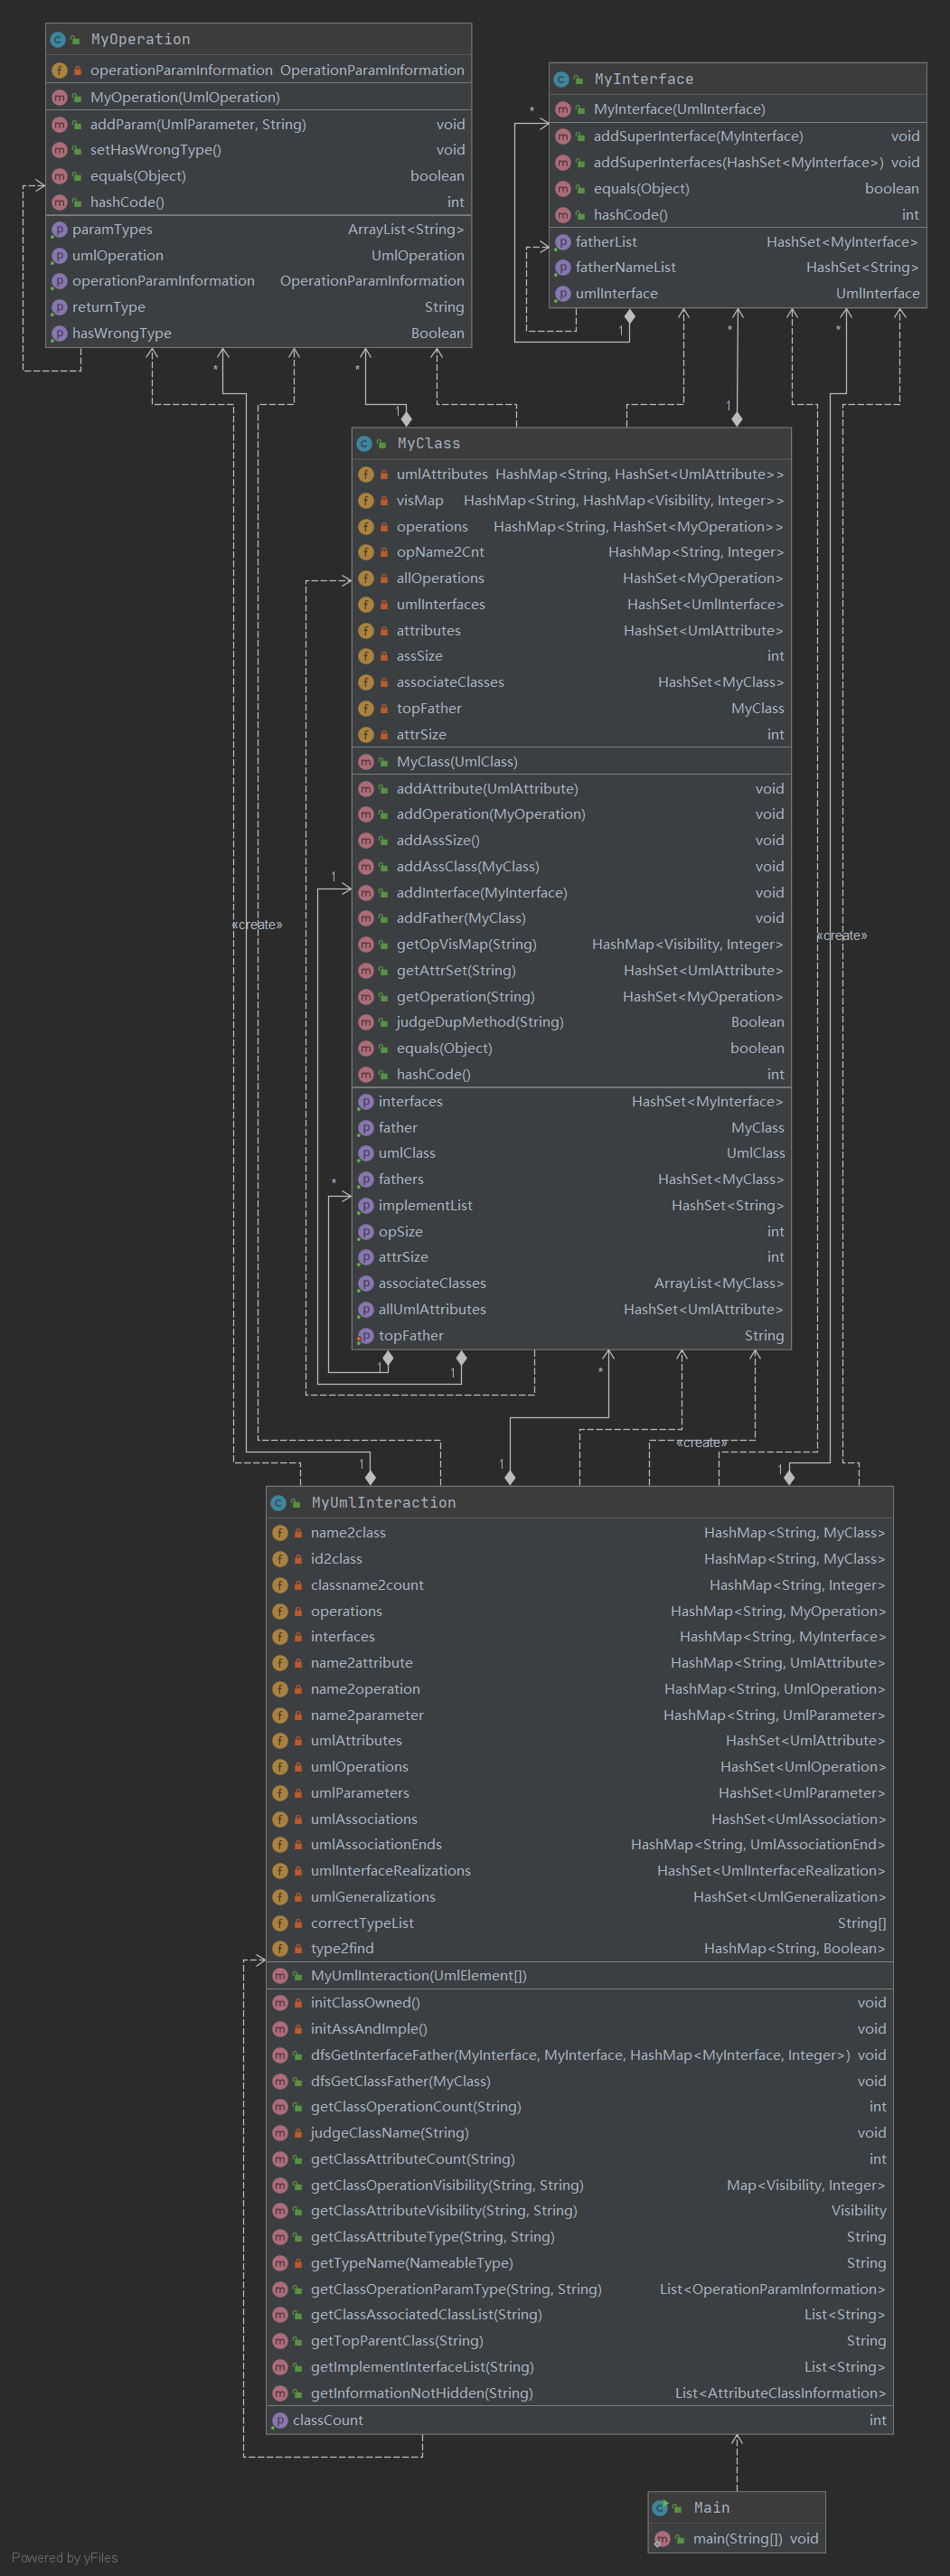 MyOperation
operationParamInformation OperationParamInformation
MyOperation(UmlOperation)
addParam(UmlParameter, String) void
setHasWrongType() void
equals(Object) boolean
hashCode() int
paramTypes ArrayList<String>
umlOperation UmlOperation
operationParamInformation OperationParamInformation
returnType String
hasWrongType Boolean
MyInterface
MyInterface(UmlInterface)
addSuperInterface(MyInterface) void
addSuperInterfaces(HashSet<MyInterface>) void
equals(Object) boolean
hashCode() int
fatherList HashSet<MyInterface>
fatherNameList HashSet<String>
umlInterface UmlInterface
*
1
* * * *
1 1
MyClass
umlAttributes HashMap<String, HashSet<UmlAttribute>>
visMap HashMap<String, HashMap<Visibility, Integer>>
operations HashMap<String, HashSet<MyOperation>>
opName2Cnt HashMap<String, Integer>
allOperations HashSet<MyOperation>
umlInterfaces HashSet<UmlInterface>
attributes HashSet<UmlAttribute>
assSize int
associateClasses HashSet<MyClass>
topFather MyClass
attrSize int
MyClass(UmlClass)
addAttribute(UmlAttribute) void
addOperation(MyOperation) void
addAssSize() void
addAssClass(MyClass) void
addInterface(MyInterface) void
addFather(MyClass) void
getOpVisMap(String) HashMap<Visibility, Integer>
getAttrSet(String) HashSet<UmlAttribute>
getOperation(String) HashSet<MyOperation>
judgeDupMethod(String) Boolean
equals(Object) boolean
hashCode() int
interfaces HashSet<MyInterface>
father MyClass
umlClass UmlClass
fathers HashSet<MyClass>
implementList HashSet<String>
opSize int
attrSize int
associateClasses ArrayList<MyClass>
allUmlAttributes HashSet<UmlAttribute>
topFather String
1
«create» «create»
*
1 1 *
«create»
1 1 1
MyUmlInteraction
name2class HashMap<String, MyClass>
id2class HashMap<String, MyClass>
classname2count HashMap<String, Integer>
operations HashMap<String, MyOperation>
interfaces HashMap<String, MyInterface>
name2attribute HashMap<String, UmlAttribute>
name2operation HashMap<String, UmlOperation>
name2parameter HashMap<String, UmlParameter>
umlAttributes HashSet<UmlAttribute>
umlOperations HashSet<UmlOperation>
umlParameters HashSet<UmlParameter>
umlAssociations HashSet<UmlAssociation>
umlAssociationEnds HashMap<String, UmlAssociationEnd>
umlInterfaceRealizations HashSet<UmlInterfaceRealization>
umlGeneralizations HashSet<UmlGeneralization>
correctTypeList String[]
type2find HashMap<String, Boolean>
MyUmlInteraction(UmlElement[])
initClassOwned() void
initAssAndImple() void
dfsGetInterfaceFather(MyInterface, MyInterface, HashMap<MyInterface, Integer>) void
dfsGetClassFather(MyClass) void
getClassOperationCount(String) int
judgeClassName(String) void
getClassAttributeCount(String) int
getClassOperationVisibility(String, String) Map<Visibility, Integer>
getClassAttributeVisibility(String, String) Visibility
getClassAttributeType(String, String) String
getTypeName(NameableType) String
getClassOperationParamType(String, String) List<OperationParamInformation>
getClassAssociatedClassList(String) List<String>
getTopParentClass(String) String
getImplementInterfaceList(String) List<String>
getInformationNotHidden(String) List<AttributeClassInformation>
classCount int
Main
main(String[]) void
Powered by yFiles